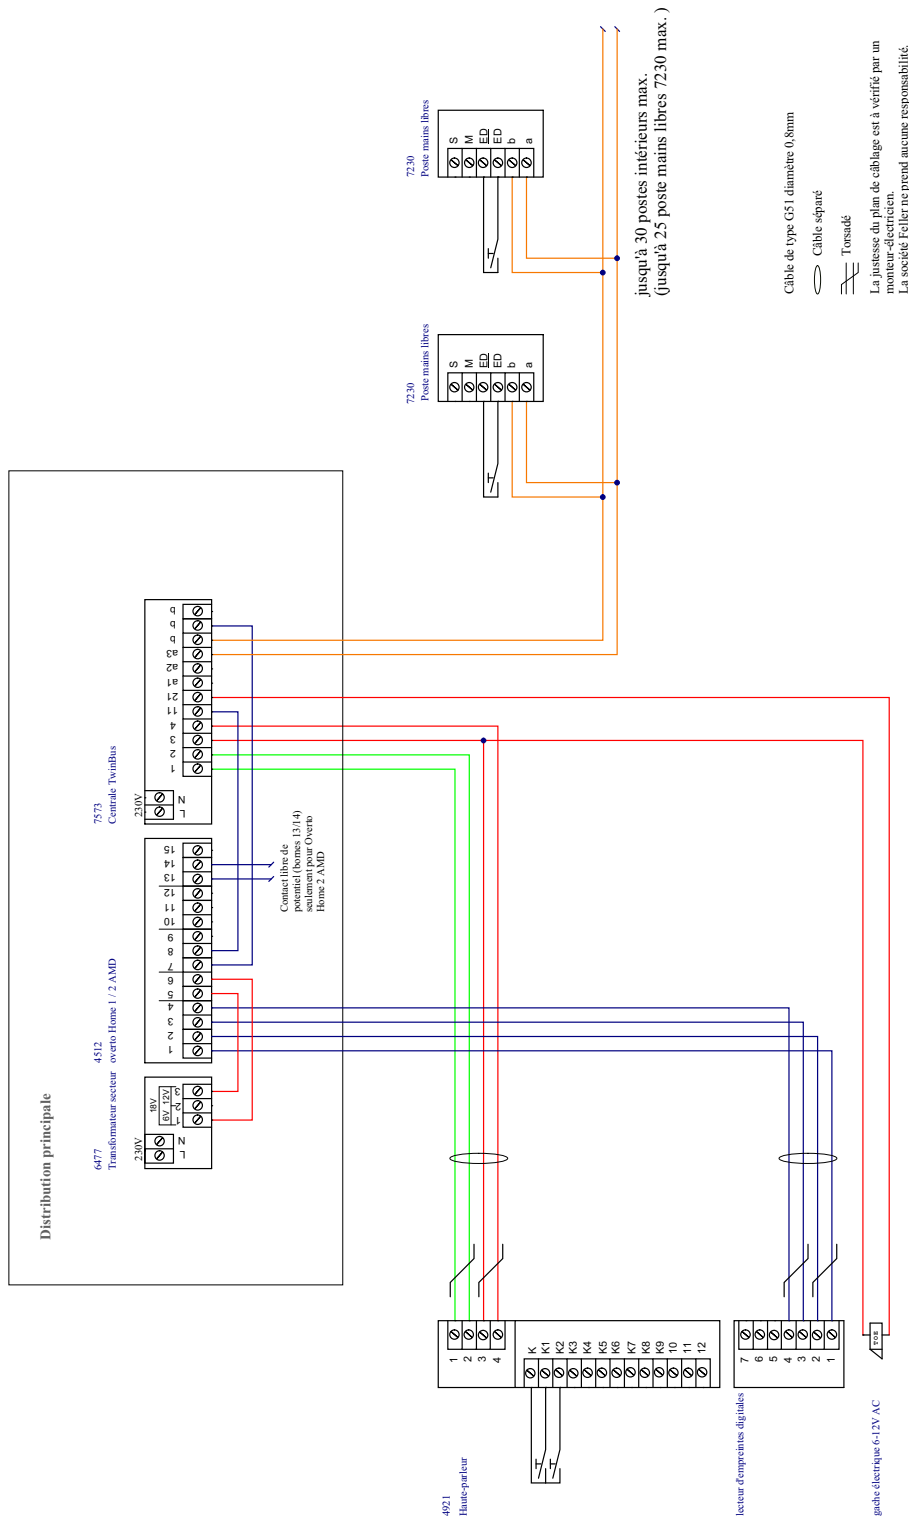 Distribution principale
6477
Transformateur secteur
230V
L
N
18V
6V
12V
1
2
3
4512
overto Home 1 / 2 AMD
1
2
3
4
5
6
7
8
9
10
11
12
13
14
15
Contact libre de
potentiel (bornes 13/14)
seulement pour Overto
Home 2 AMD
7573
Centrale TwinBus
230V
L
N
1
2
3
4
11
21
a1
a2
a3
b
b
b
7230
Poste mains libres
S
M
ED
ED
b
a
7230
Poste mains libres
S
M
ED
ED
b
a
jusqu'à 30 postes intérieurs max.
(jusqu'à 25 poste mains libres 7230 max. )
4921
Haute-parleur
1
2
3
4
K
K1
K2
K3
K4
K5
K6
K7
K8
K9
10
11
12
lecteur d'empreintes digitales
7
6
5
4
3
2
1
gache électrique 6-12V AC
TOE
Câble de type G51 diamètre 0,8mm
Câble séparé
Torsadé
La justesse du plan de câblage est à vérifié par un
monteur-électricien.
La société Feller ne prend aucune responsabilité.